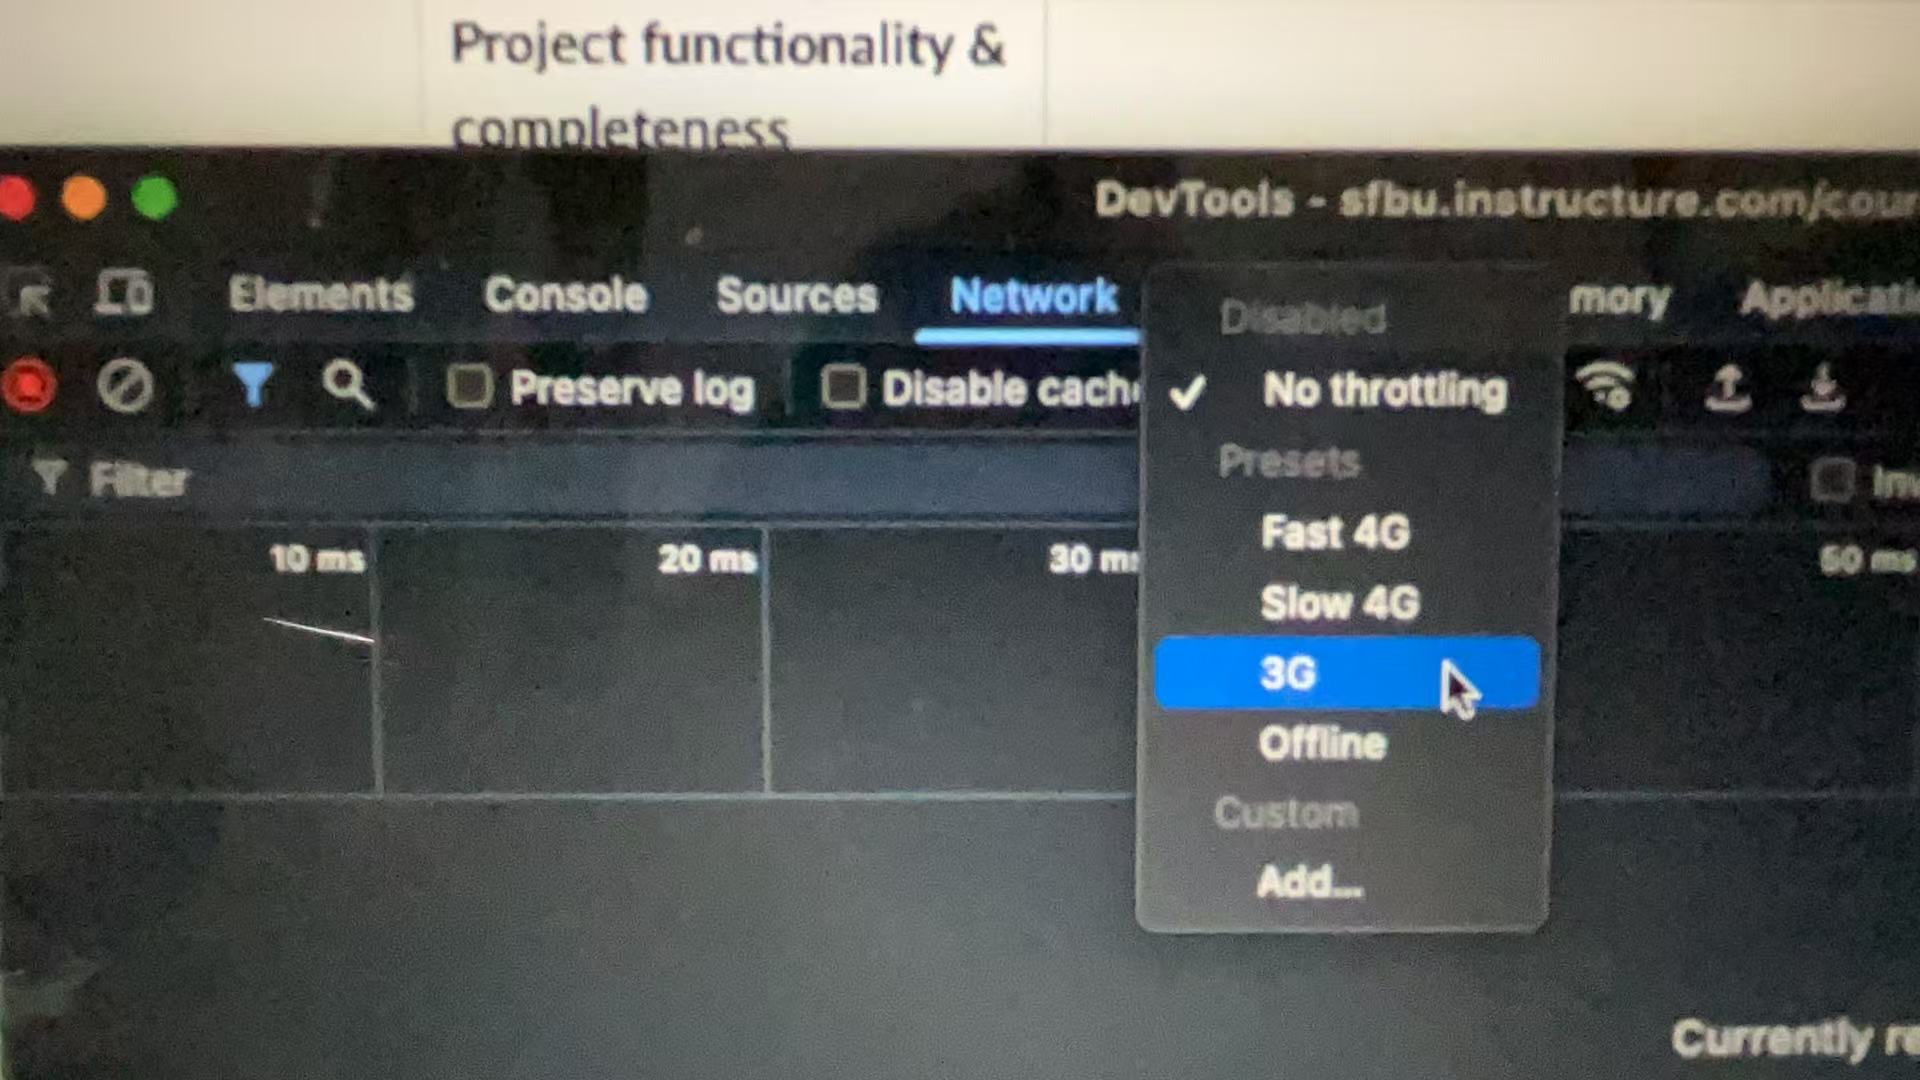 Project functionality &
completeness
DevTools - sfbu.instructure.com/cour
Elements Console Sources Network mory Applicati
Preserve log Disable cach
Filter Inv
10 ms 20 ms 30 ms 50 ms
Disabled
No throttling
Presets
Fast 4G
Slow 4G
3G
Offline
Custom
Add...
Currently re